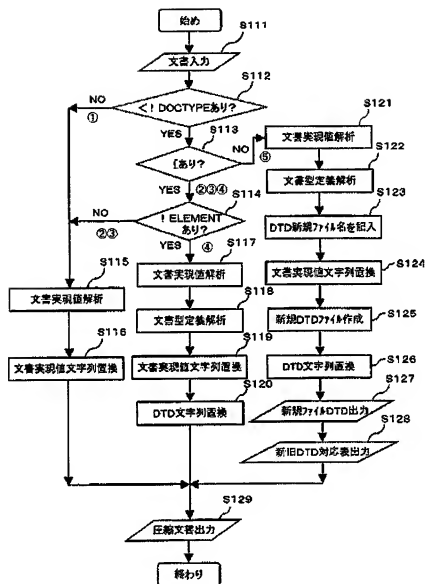 始め
S111
文書入力
S112
<！DOCTYPEあり？
NO
①
YES
S113
[あり？
NO
⑤
YES
②③④
S114
！ELEMENT
あり？
NO
②③
YES
④
S115
文書実現値解析
S116
文書実現値文字列置換
S117
文書実現値解析
S118
文書型定義解析
S119
文書実現値文字列置換
S120
DTD文字列置換
S121
文書実現値解析
S122
文書型定義解析
S123
DTD新規ファイル名を記入
S124
文書実現値文字列置換
S125
新規DTDファイル作成
S126
DTD文字列置換
S127
新規ファイルDTD出力
S128
新旧DTD対応表出力
S129
圧縮文書出力
終わり